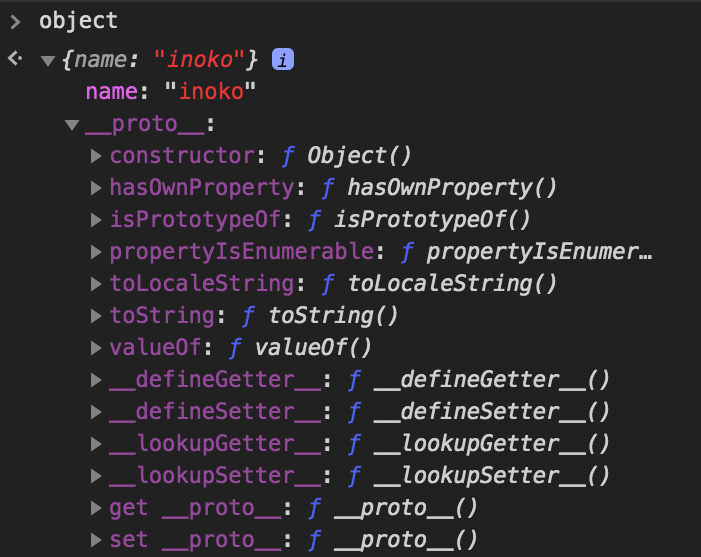 > object
{name: "inoko"} i
name: "inoko"
__proto__:
constructor: ƒ Object()
hasOwnProperty: ƒ hasOwnProperty()
isPrototypeOf: ƒ isPrototypeOf()
propertyIsEnumerable: ƒ propertyIsEnumer…
toLocaleString: ƒ toLocaleString()
toString: ƒ toString()
valueOf: ƒ valueOf()
__defineGetter__: ƒ __defineGetter__()
__defineSetter__: ƒ __defineSetter__()
__lookupGetter__: ƒ __lookupGetter__()
__lookupSetter__: ƒ __lookupSetter__()
get __proto__: ƒ __proto__()
set __proto__: ƒ __proto__()